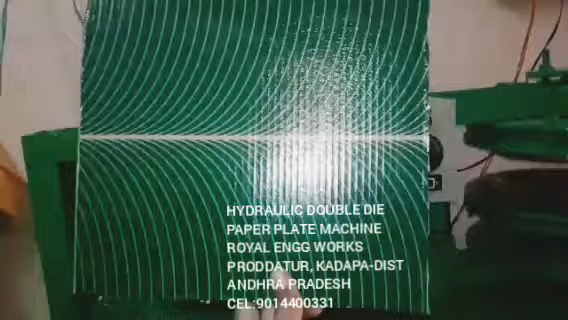 HYDRAULIC DOUBLE DIE
PAPER PLATE MACHINE
ROYAL ENGG WORKS
PRODDATUR, KADAPA-DIST
ANDHRA PRADESH
CEL:9014400331